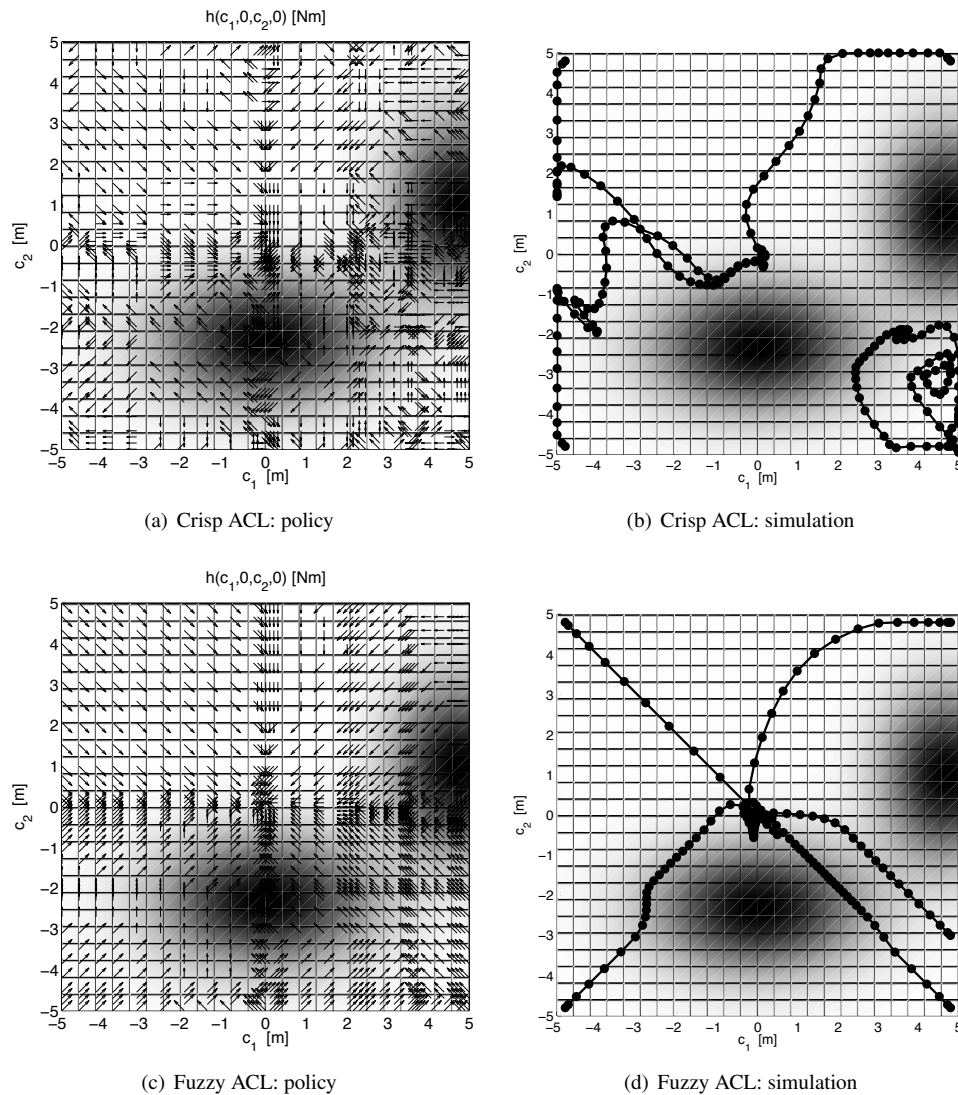 h(c1,0,c2,0) [Nm]
5
4
3
2
1
0
−1
−2
−3
−4
−5
c2 [m]
−5 −4 −3 −2 −1 0 1 2 3 4 5
c1 [m]
(a) Crisp ACL: policy
5
4
3
2
1
0
−1
−2
−3
−4
−5
c2 [m]
−5 −4 −3 −2 −1 0 1 2 3 4 5
c1 [m]
(b) Crisp ACL: simulation
h(c1,0,c2,0) [Nm]
5
4
3
2
1
0
−1
−2
−3
−4
−5
c2 [m]
−5 −4 −3 −2 −1 0 1 2 3 4 5
c1 [m]
(c) Fuzzy ACL: policy
5
4
3
2
1
0
−1
−2
−3
−4
−5
c2 [m]
−5 −4 −3 −2 −1 0 1 2 3 4 5
c1 [m]
(d) Fuzzy ACL: simulation